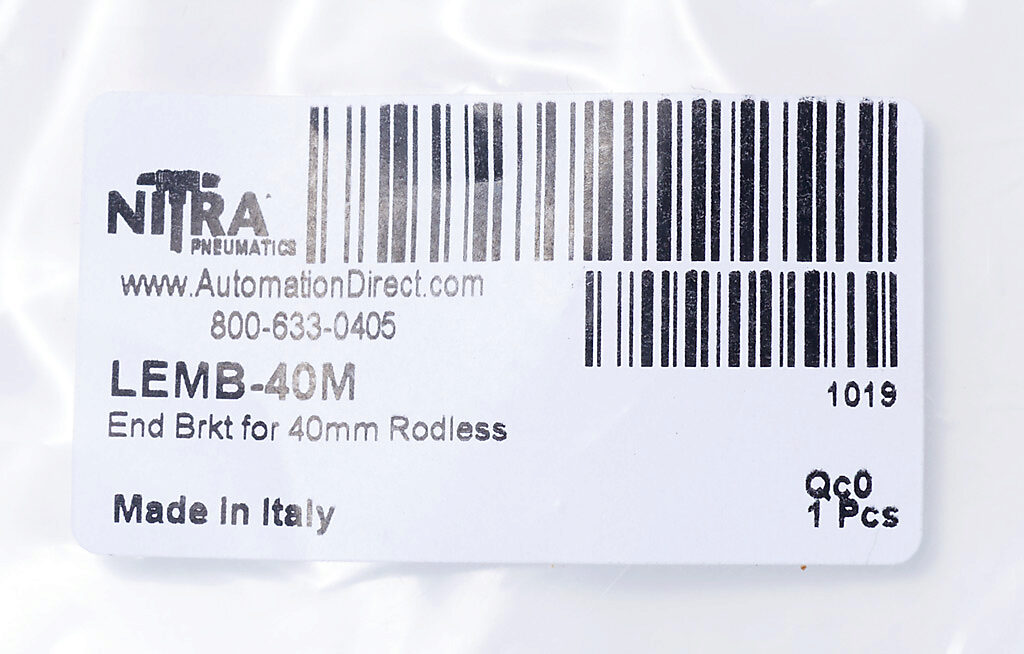 NITRA
PNEUMATICS
www.AutomationDirect.com
800-633-0405
LEMB-40M
End Brkt for 40mm Rodless
Made in Italy
1019
Qc0
1 Pcs